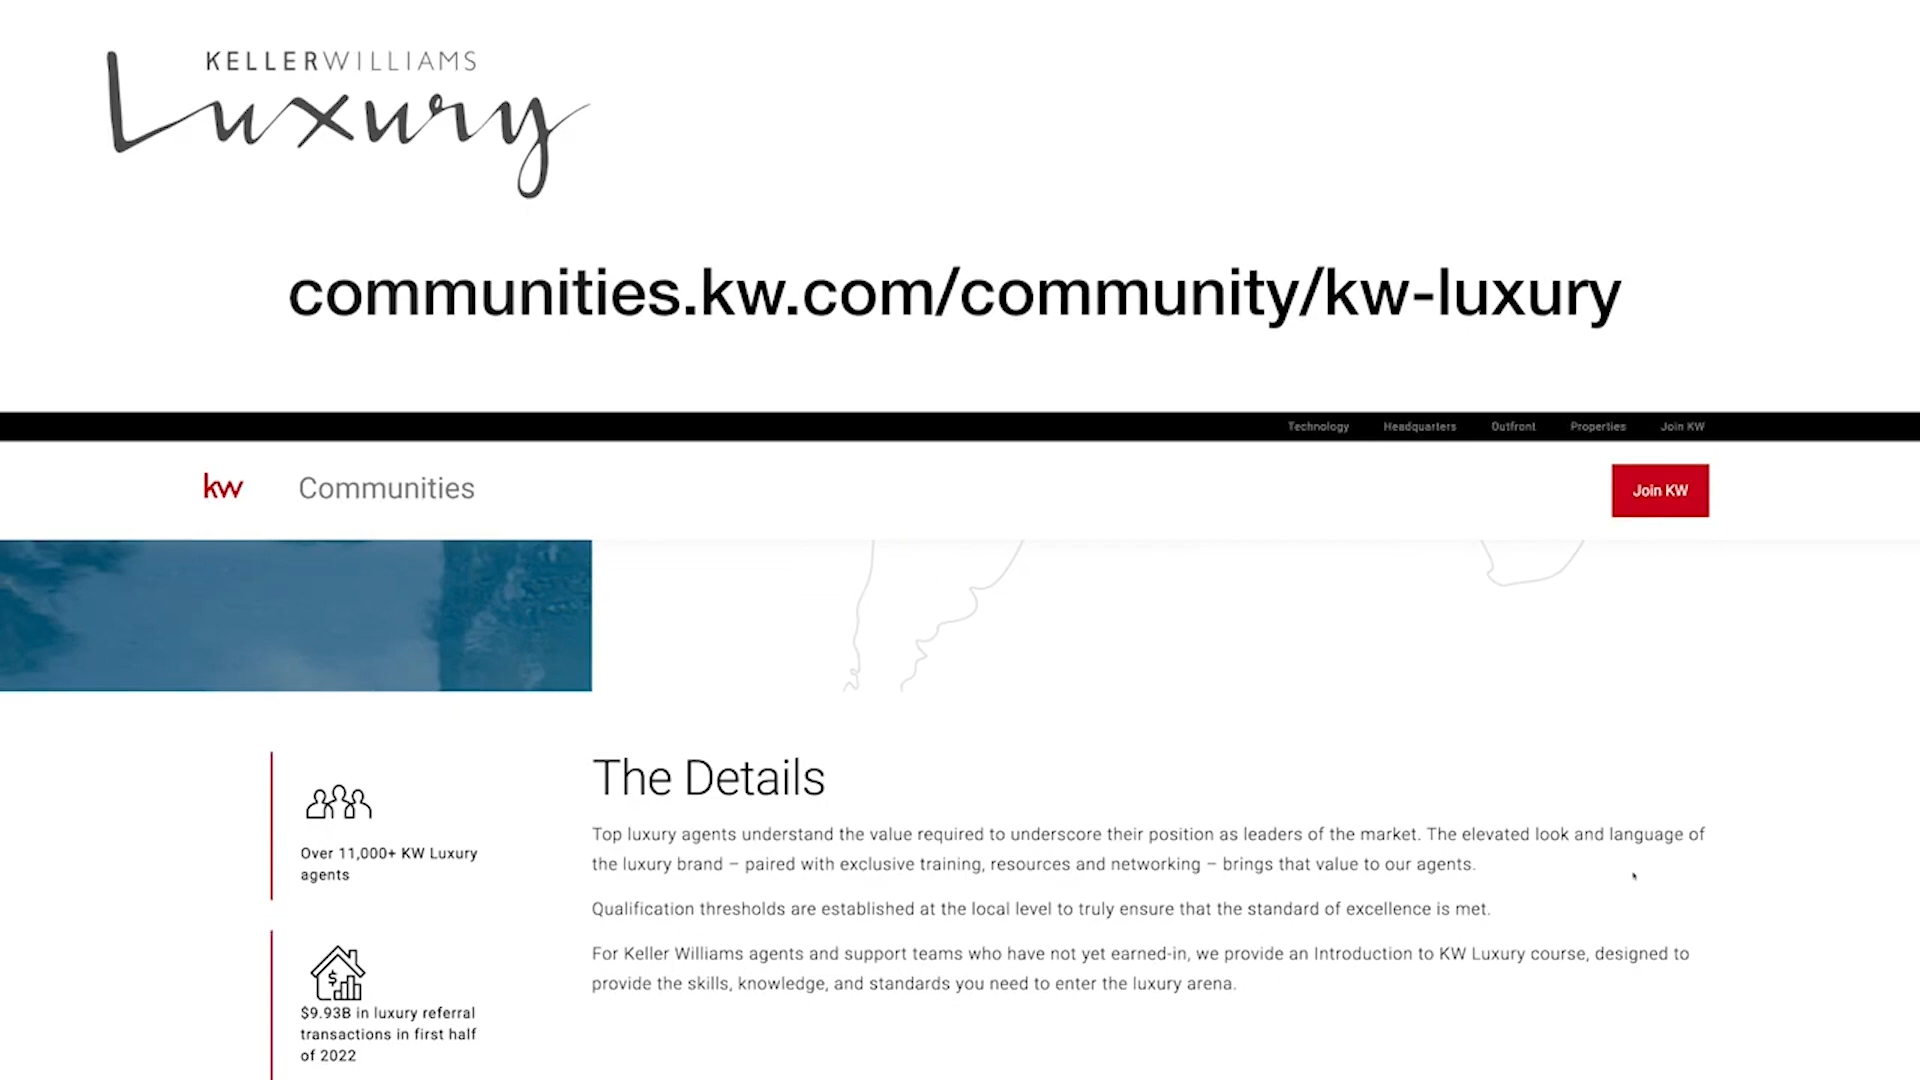 KELLERWILLIAMS
Luxury
communities.kw.com/community/kw-luxury
Technology Headquarters Outfront Properties Join KW
kw Communities Join KW
The Details
Top luxury agents understand the value required to underscore their position as leaders of the market. The elevated look and language of
the luxury brand – paired with exclusive training, resources and networking – brings that value to our agents.
Qualification thresholds are established at the local level to truly ensure that the standard of excellence is met.
For Keller Williams agents and support teams who have not yet earned-in, we provide an Introduction to KW Luxury course, designed to
provide the skills, knowledge, and standards you need to enter the luxury arena.
Over 11,000+ KW Luxury
agents
$
$9.93B in luxury referral
transactions in first half
of 2022